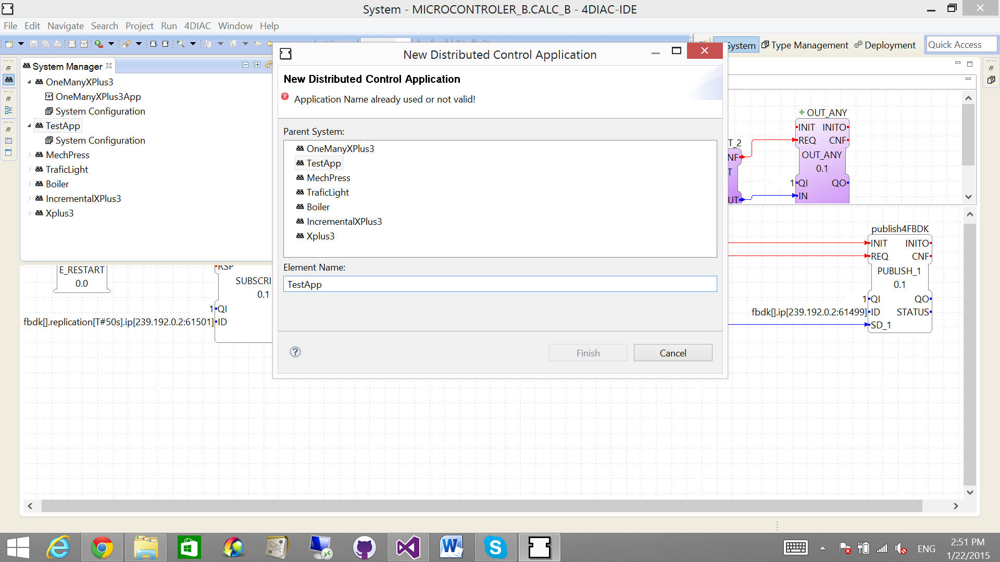 System - MICROCONTROLER_B.CALC_B - 4DIAC-IDE
File Edit Navigate Search Project Run 4DIAC Window Help
System Type Management Deployment Quick Access
System Manager
OneManyXPlus3
OneManyXPlus3App
System Configuration
TestApp
System Configuration
MechPress
TraficLight
Boiler
IncrementalXPlus3
Xplus3
New Distributed Control Application
New Distributed Control Application
Application Name already used or not valid!
Parent System:
OneManyXPlus3
TestApp
MechPress
TraficLight
Boiler
IncrementalXPlus3
Xplus3
Element Name:
TestApp
Finish Cancel
OUT_ANY
INIT INITO
REQ CNF
OUT_ANY
0.1
1 QI QO
IN
T_2
NF
T
UT
E_RESTART
0.0
RSP
SUBSCRI
0.1
1 QI
fbdk[].replication[T#50s].ip[239.192.0.2:61501] ID
publish4FBDK
INIT INITO
REQ CNF
PUBLISH_1
0.1
1 QI QO
fbdk[].ip[239.192.0.2:61499] ID STATUS
SD_1
ENG
2:51 PM
1/22/2015